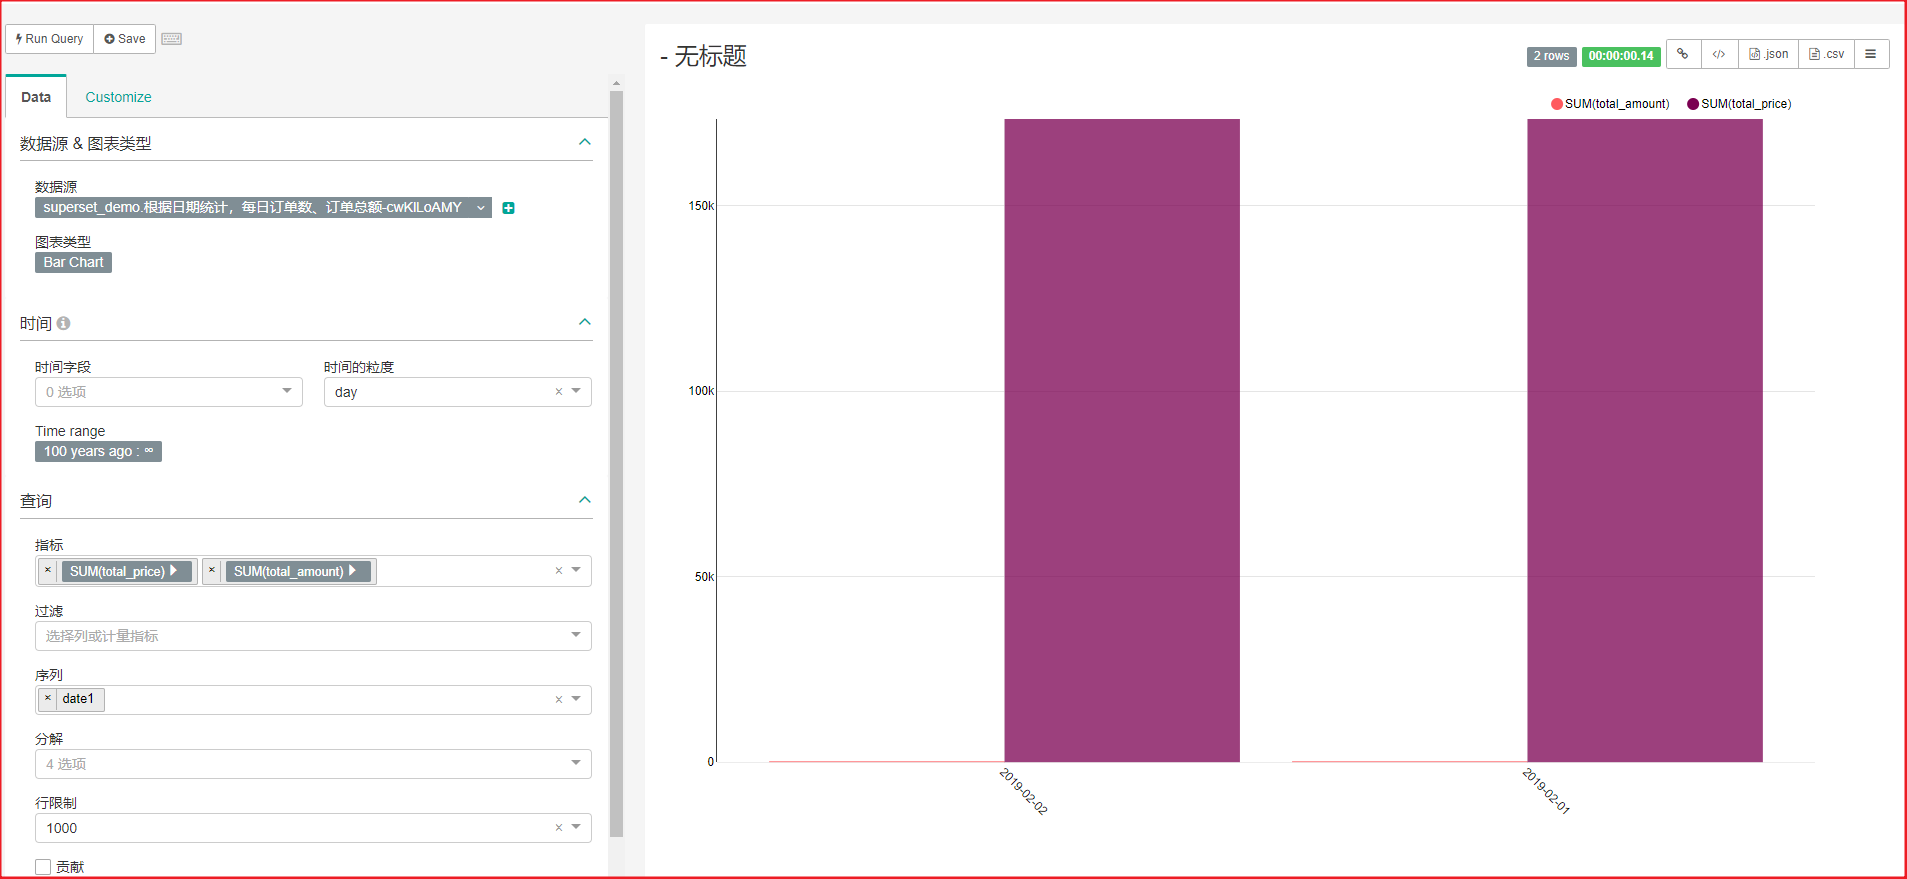 Run Query
Save
Data
Customize
数据源 & 图表类型
数据源
superset_demo.根据日期统计，每日订单数、订单总额-cwKlLoAMY
图表类型
Bar Chart
时间
时间字段
时间的粒度
0 选项
day
Time range
100 years ago : ∞
查询
指标
SUM(total_price)
SUM(total_amount)
过滤
选择列或计量指标
序列
date1
分解
4 选项
行限制
1000
贡献
- 无标题
2 rows
00:00:00.14
</>
.json
.csv
SUM(total_amount)
SUM(total_price)
150k
100k
50k
0
2019-02-02
2019-02-01